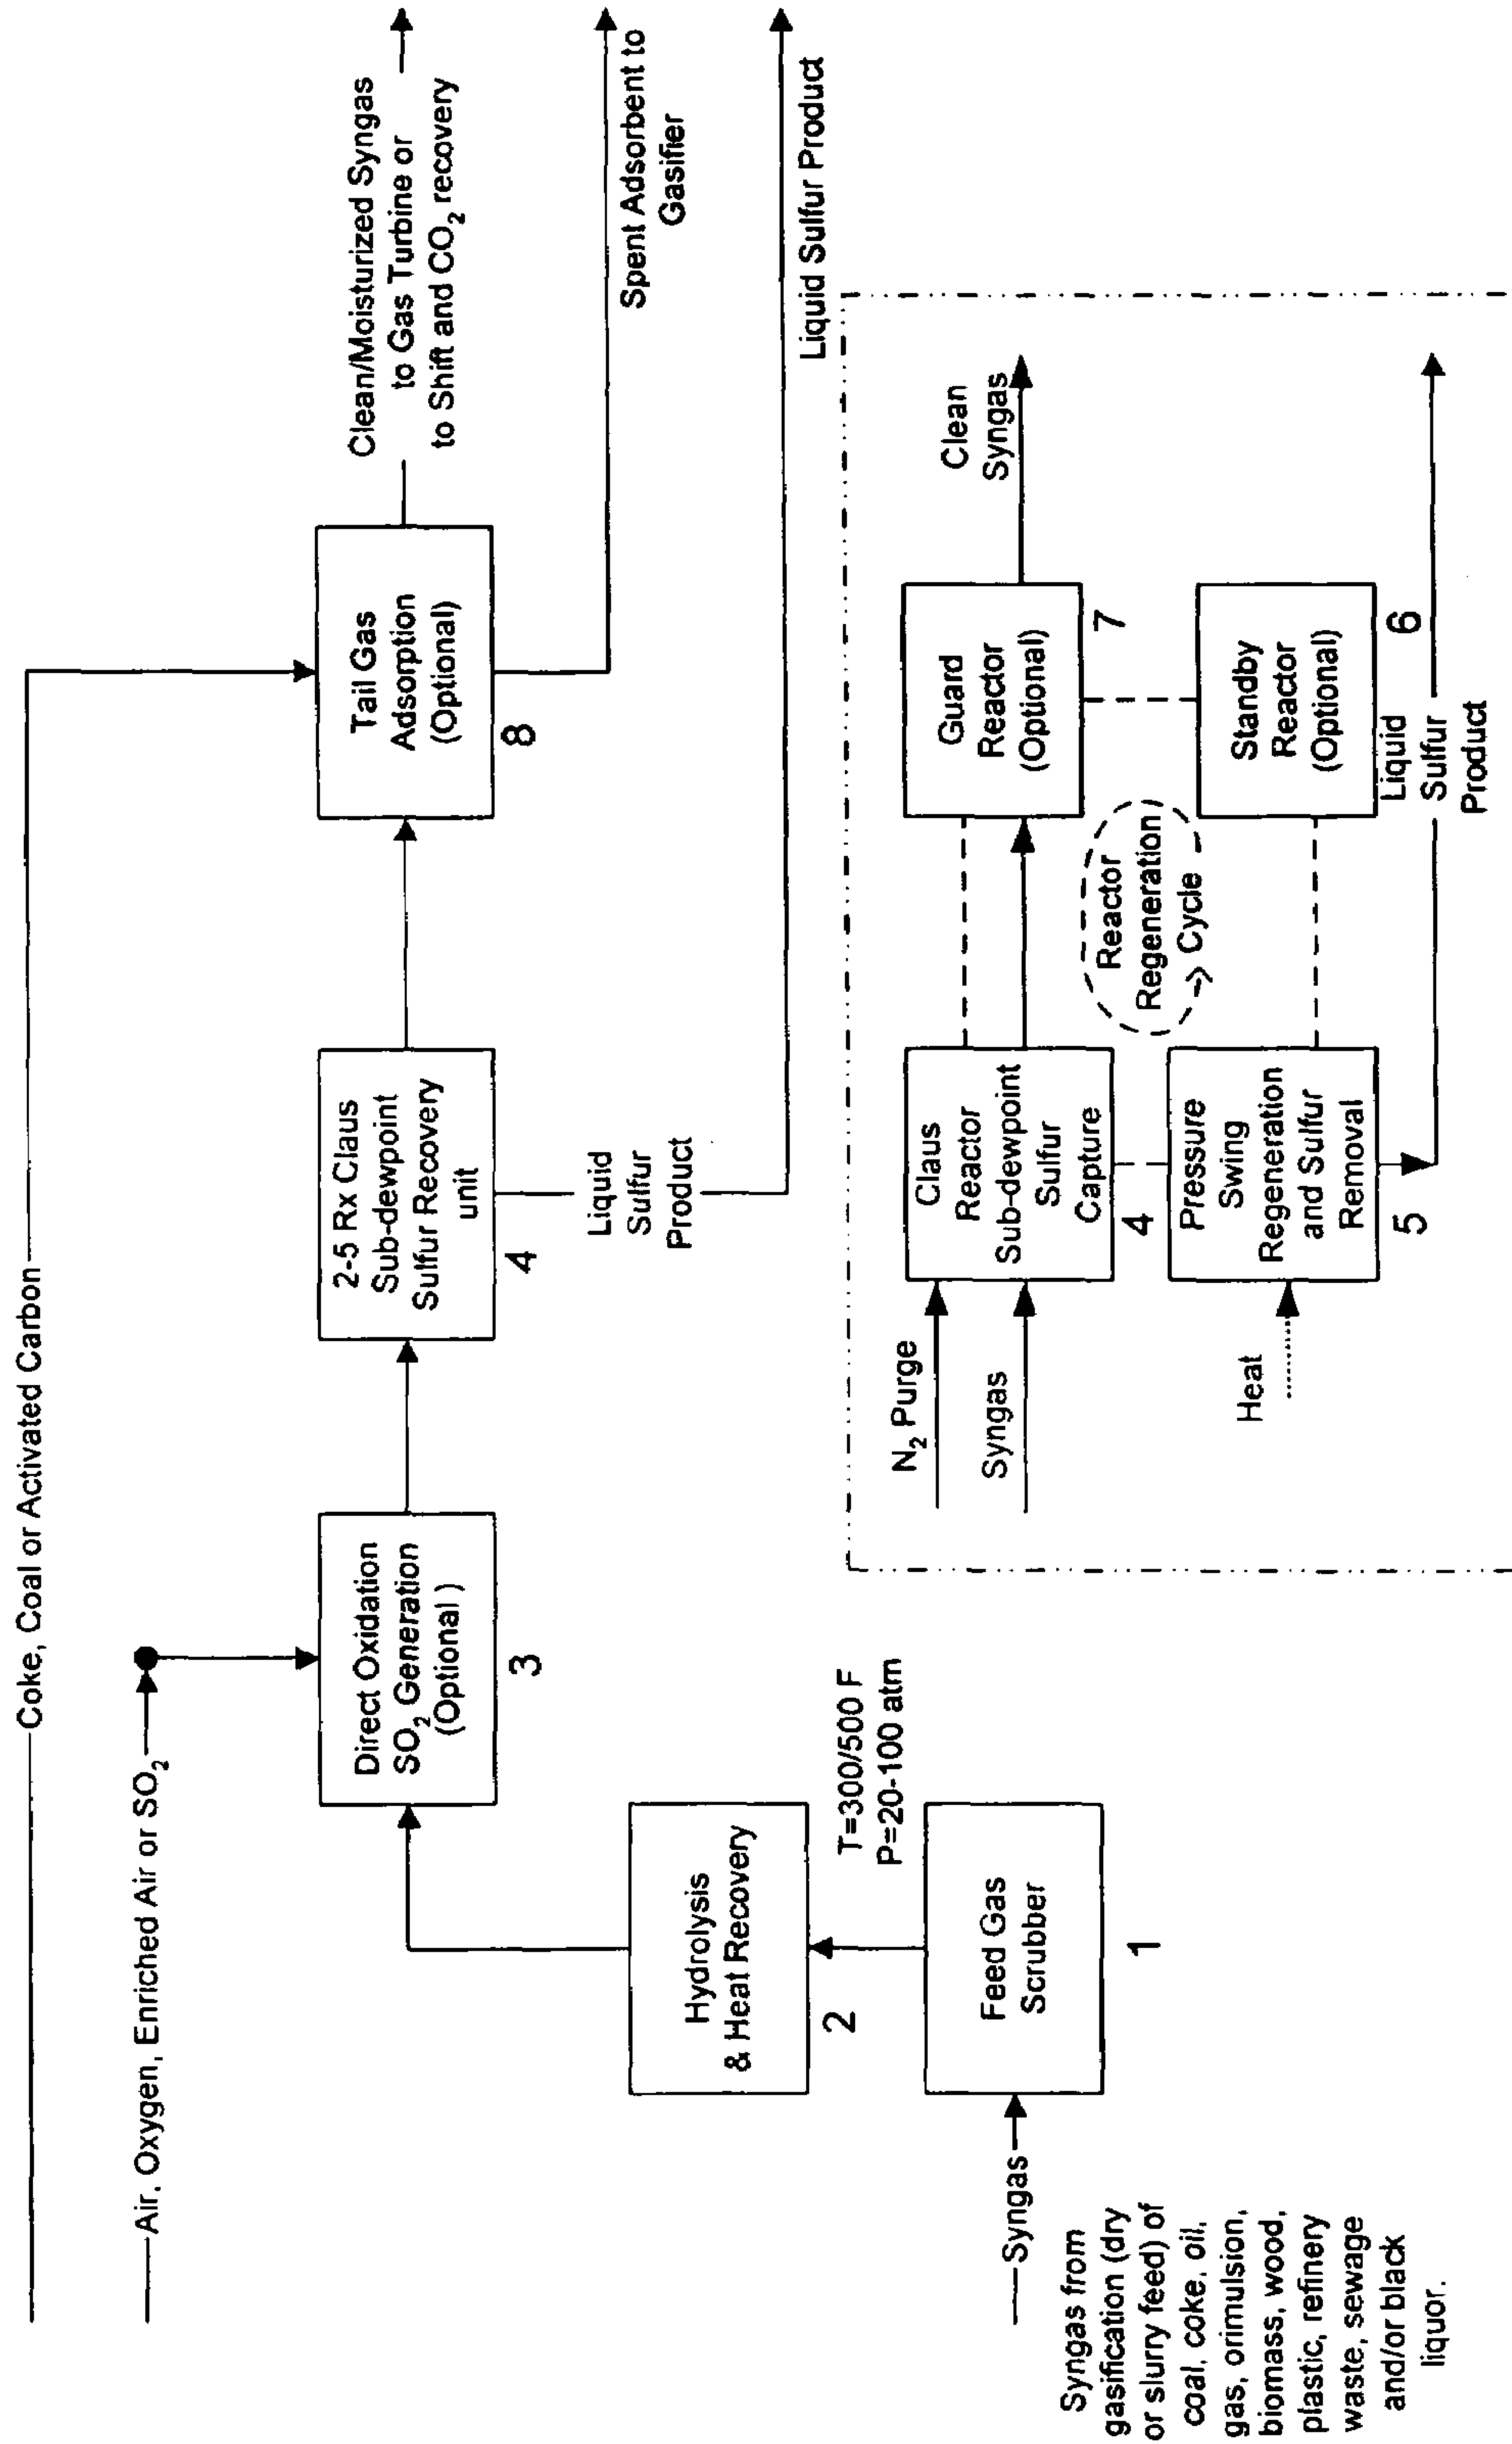 Coke, Coal or Activated Carbon
Air, Oxygen, Enriched Air or SO₂
Direct Oxidation
SO₂ Generation
(Optional )
3
2-5 Rx Claus
Sub-dewpoint
Sulfur Recovery
unit
4
Tail Gas
Adsorption
(Optional)
8
Clean/Moisturized Syngas
to Gas Turbine or
to Shift and CO₂ recovery
Spent Adsorbent to
Gasifier
Liquid
Sulfur
Product
Liquid Sulfur Product
Hydrolysis
& Heat Recovery
2
T=300/500 F
P=20-100 atm
Feed Gas
Scrubber
1
Syngas
Syngas from
gasification (dry
or slurry feed) of
coal, coke, oil,
gas, orimulsion,
biomass, wood,
plastic, refinery
waste, sewage
and/or black
liquor.
N₂ Purge
Syngas
Claus
Reactor
Sub-dewpoint
Sulfur
Capture
4
Guard
Reactor
(Optional)
7
Clean
Syngas
Reactor
Regeneration
Cycle
Heat
Pressure
Swing
Regeneration
and Sulfur
Removal
5
Standby
Reactor
(Optional)
6
Liquid
Sulfur
Product